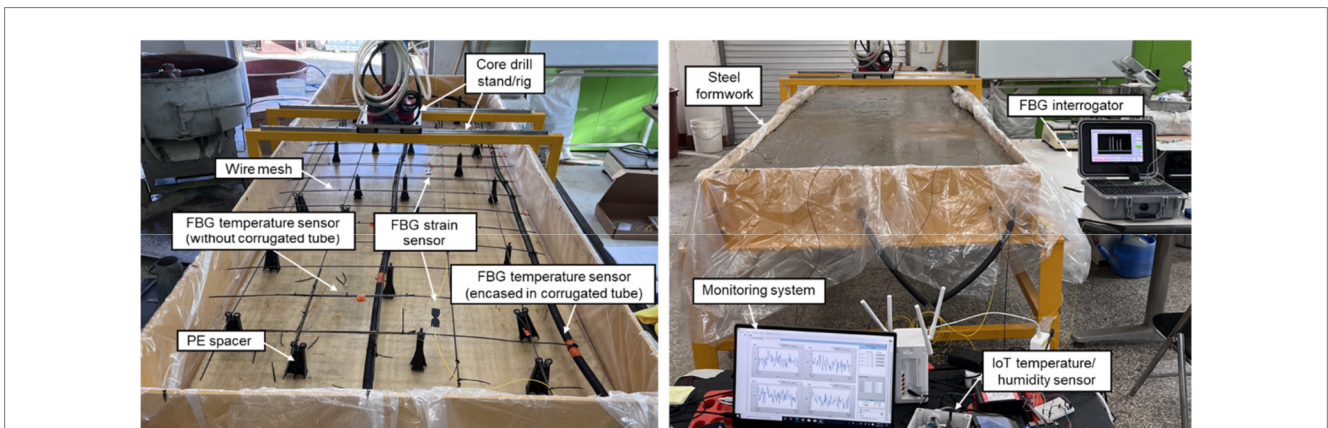 Core drill
stand/rig
Wire mesh
FBG temperature sensor
(without corrugated tube)
FBG strain
sensor
FBG temperature sensor
(encased in corrugated tube)
PE spacer
Steel
formwork
FBG interrogator
Monitoring system
IoT temperature/
humidity sensor